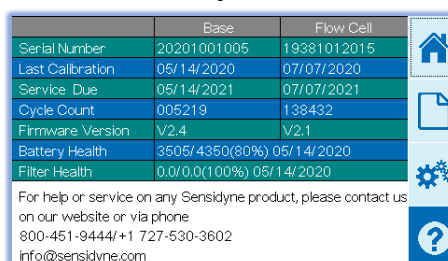 Base Flow Cell
Serial Number 20201001005 19381012015
Last Calibration 05/14/2020 07/07/2020
Service Due 05/14/2021 07/07/2021
Cycle Count 005219 138432
Firmware Version V2.4 V2.1
Battery Health 3505/4350(80%) 05/14/2020
Filter Health 0.0/0.0(100%) 05/14/2020
For help or service on any Sensidyne product, please contact us
on our website or via phone
800-451-9444/+1 727-530-3602
info@sensidyne.com
?